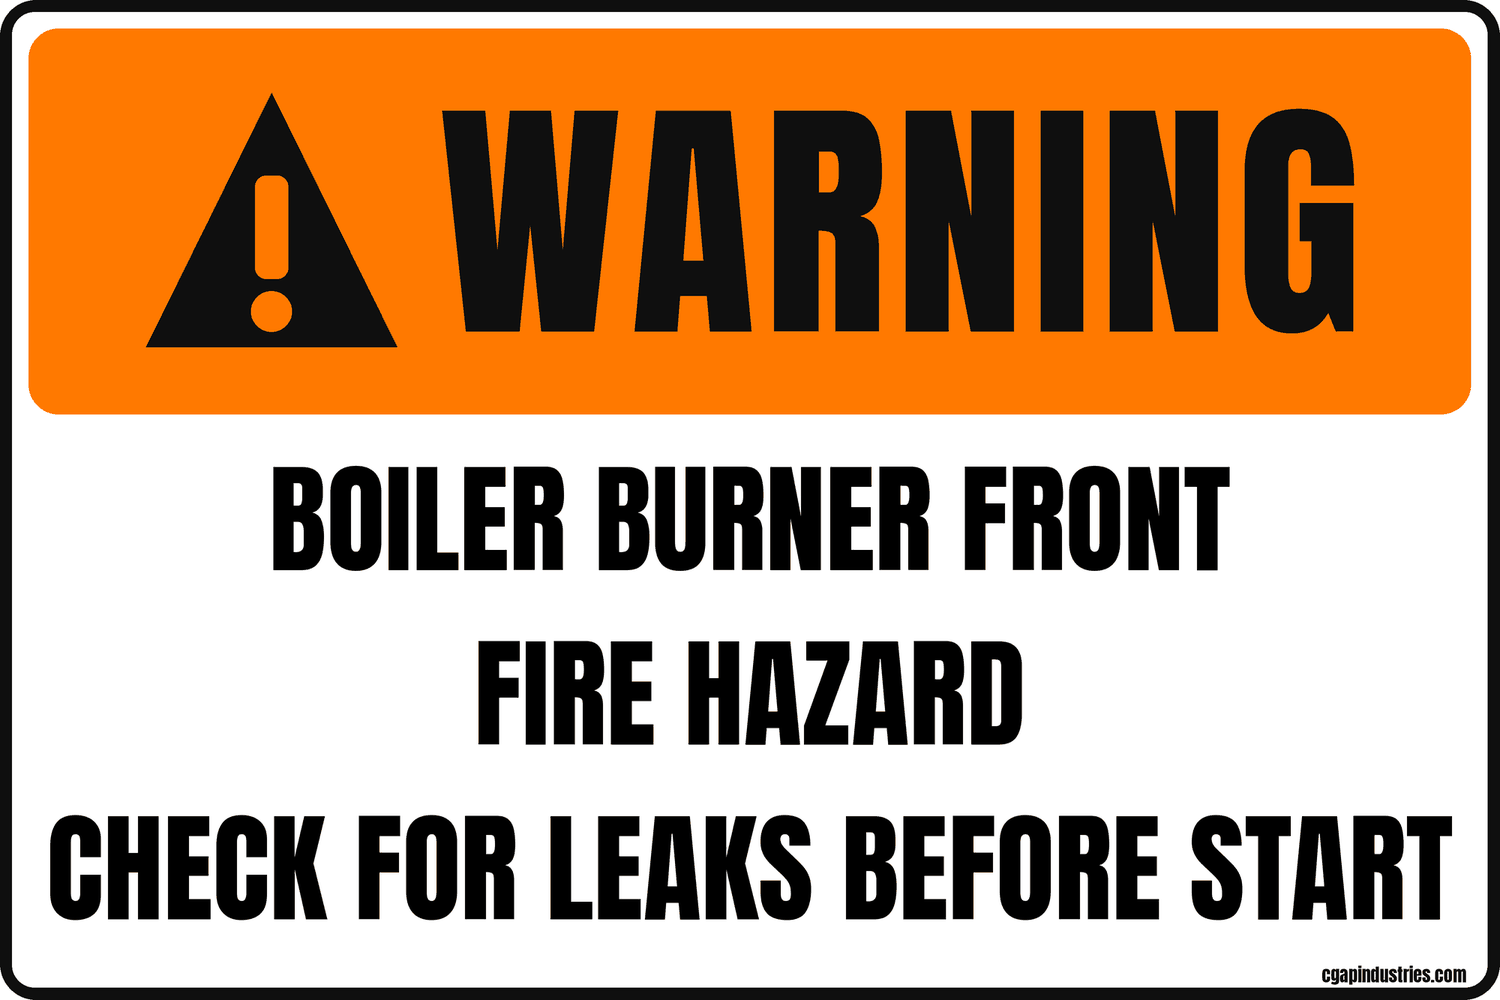 WARNING
BOILER BURNER FRONT
FIRE HAZARD
CHECK FOR LEAKS BEFORE START
cgapindustries.com